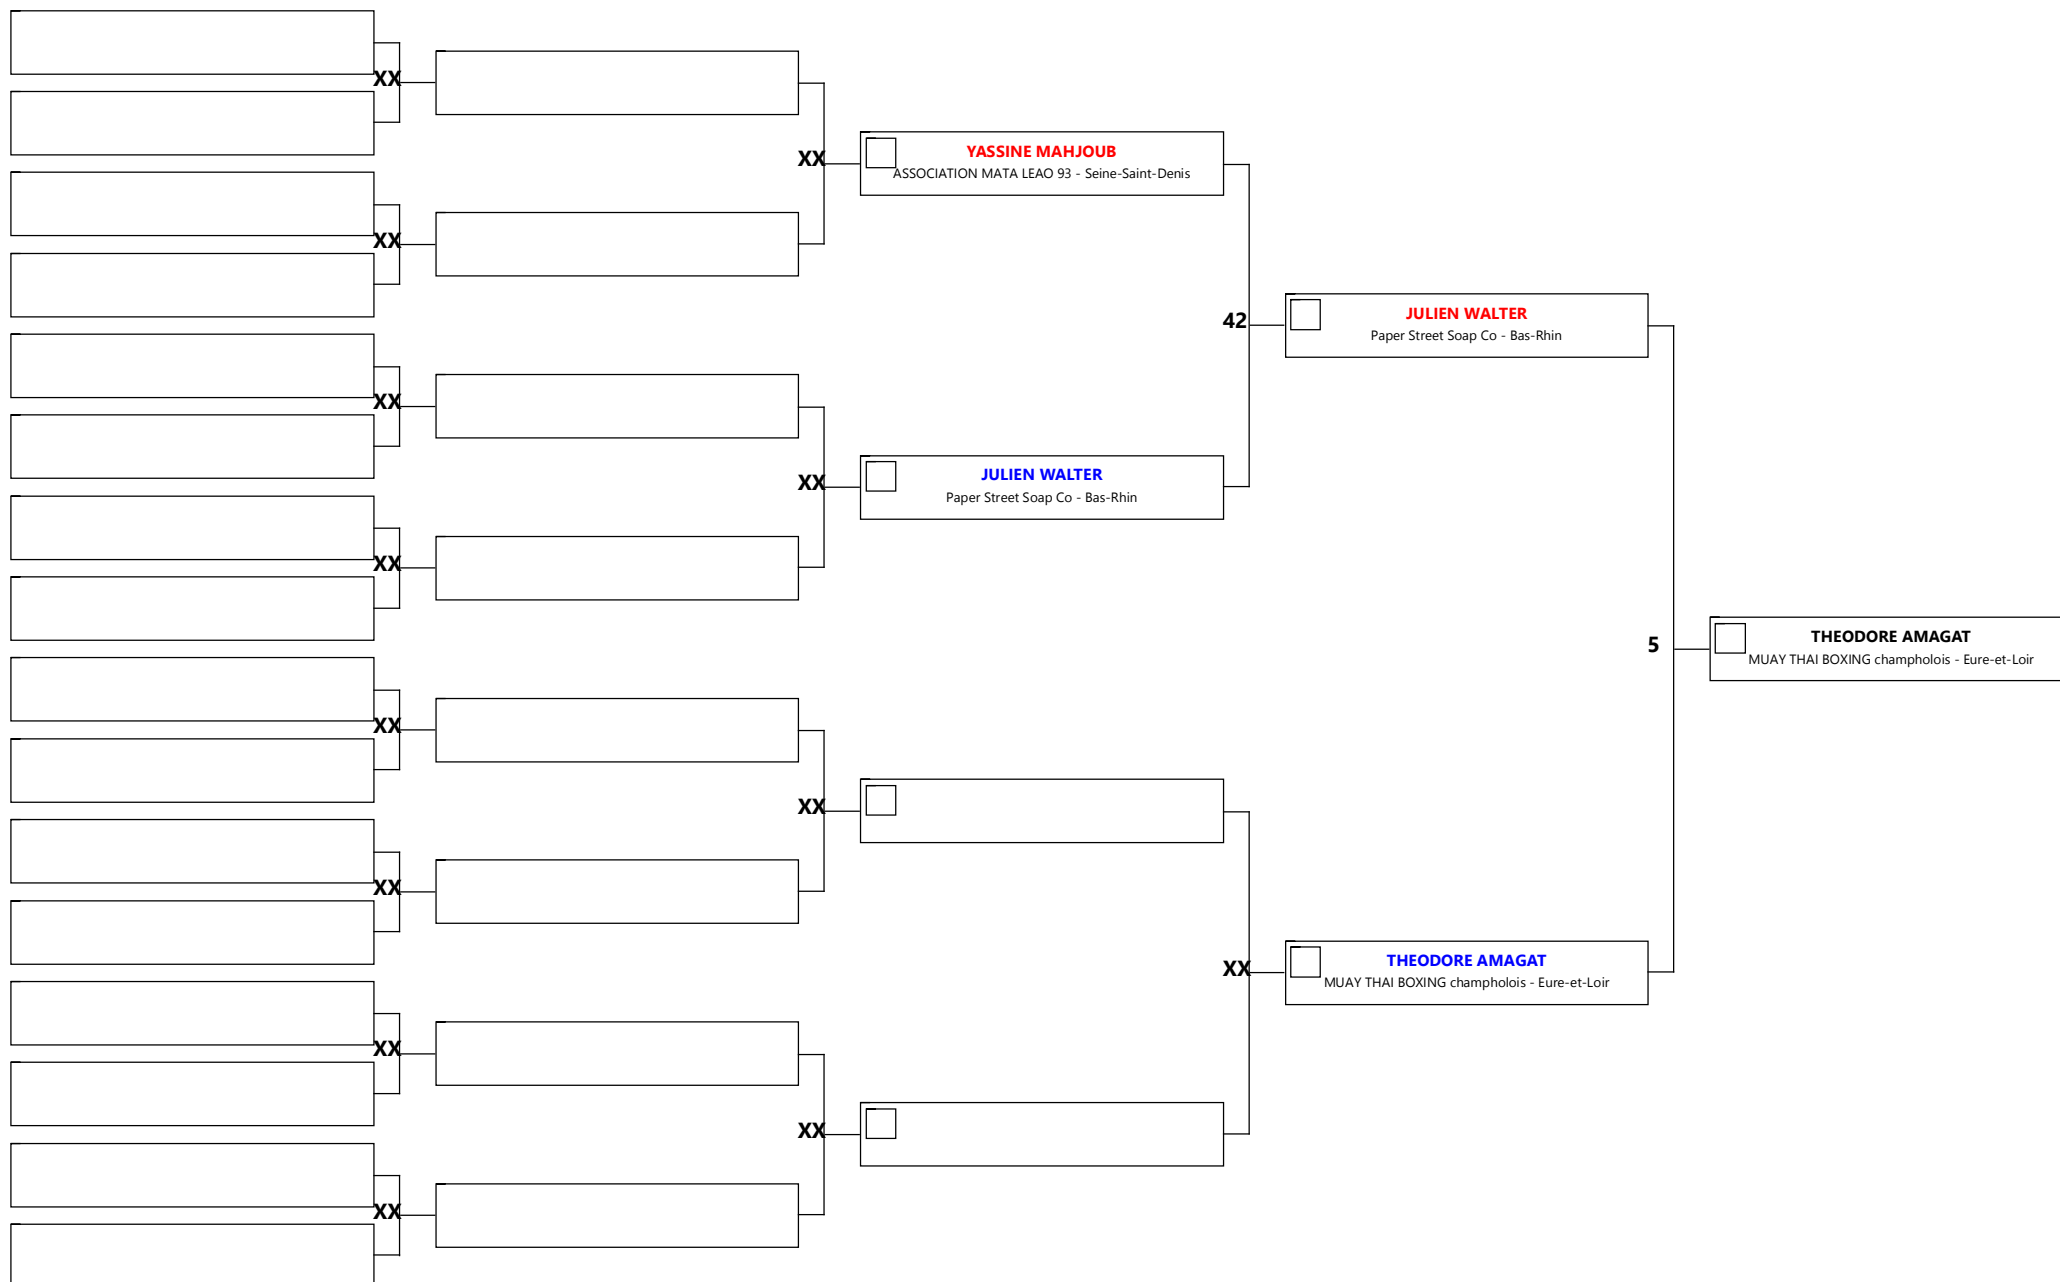 XX
XX
YASSINE MAHJOUB
ASSOCIATION MATA LEAO 93 - Seine-Saint-Denis
XX
42
JULIEN WALTER
Paper Street Soap Co - Bas-Rhin
XX
XX
JULIEN WALTER
Paper Street Soap Co - Bas-Rhin
XX
5
THEODORE AMAGAT
MUAY THAI BOXING champholois - Eure-et-Loir
XX
XX
XX
XX
THEODORE AMAGAT
MUAY THAI BOXING champholois - Eure-et-Loir
XX
XX
XX